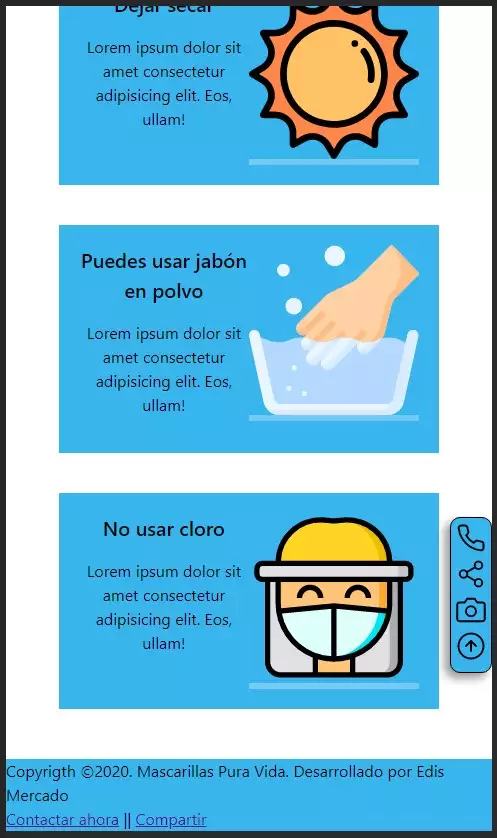 Dejar secar
Lorem ipsum dolor sit
amet consectetur
adipisicing elit. Eos,
ullam!
Puedes usar jabón
en polvo
Lorem ipsum dolor sit
amet consectetur
adipisicing elit. Eos,
ullam!
No usar cloro
Lorem ipsum dolor sit
amet consectetur
adipisicing elit. Eos,
ullam!
Copyrigth ©2020. Mascarillas Pura Vida. Desarrollado por Edis
Mercado
Contactar ahora || Compartir